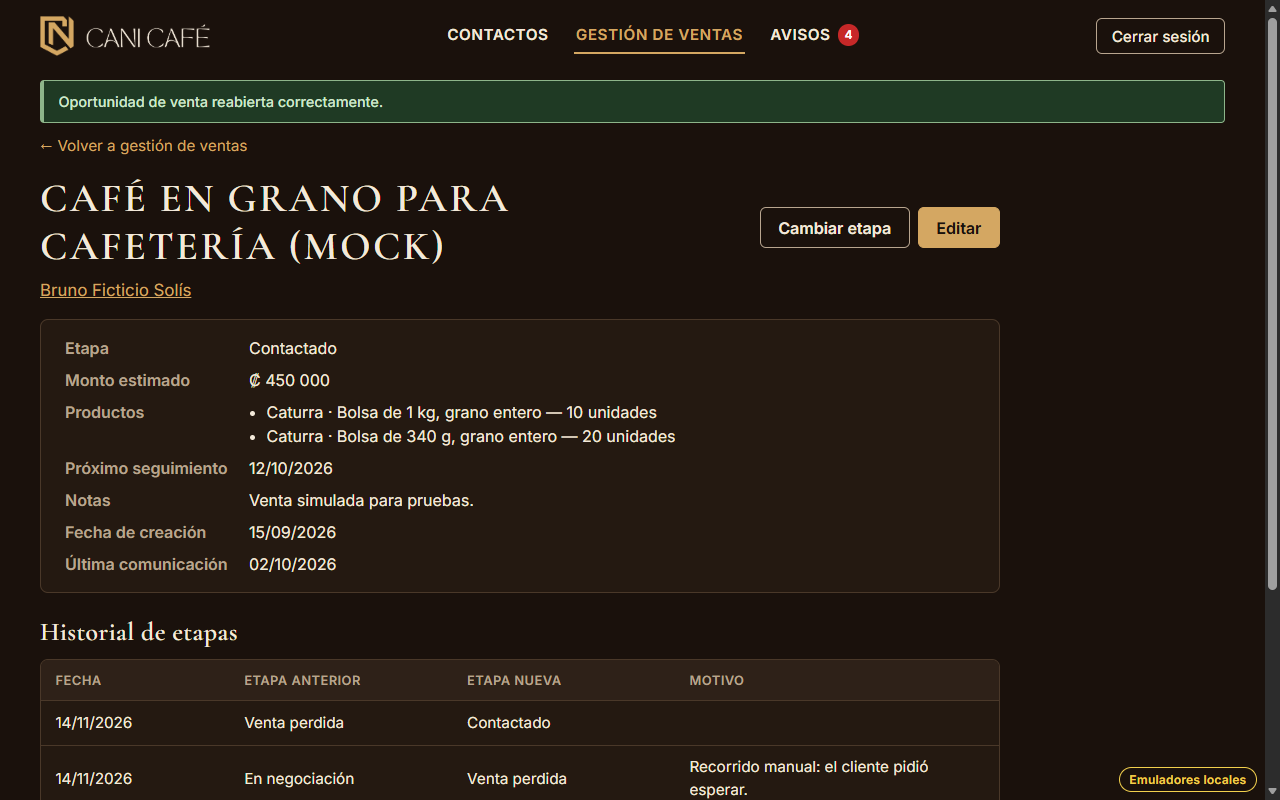 CANI CAFÉ
CONTACTOS
GESTIÓN DE VENTAS
AVISOS 4
Cerrar sesión
Oportunidad de venta reabierta correctamente.
← Volver a gestión de ventas
CAFÉ EN GRANO PARA
CAFETERÍA (MOCK)
Cambiar etapa
Editar
Bruno Ficticio Solís
Etapa Contactado
Monto estimado ₡ 450 000
Productos • Caturra · Bolsa de 1 kg, grano entero — 10 unidades
• Caturra · Bolsa de 340 g, grano entero — 20 unidades
Próximo seguimiento 12/10/2026
Notas Venta simulada para pruebas.
Fecha de creación 15/09/2026
Última comunicación 02/10/2026
Historial de etapas
FECHA ETAPA ANTERIOR ETAPA NUEVA MOTIVO
14/11/2026 Venta perdida Contactado
14/11/2026 En negociación Venta perdida Recorrido manual: el cliente pidió
esperar.
Emuladores locales